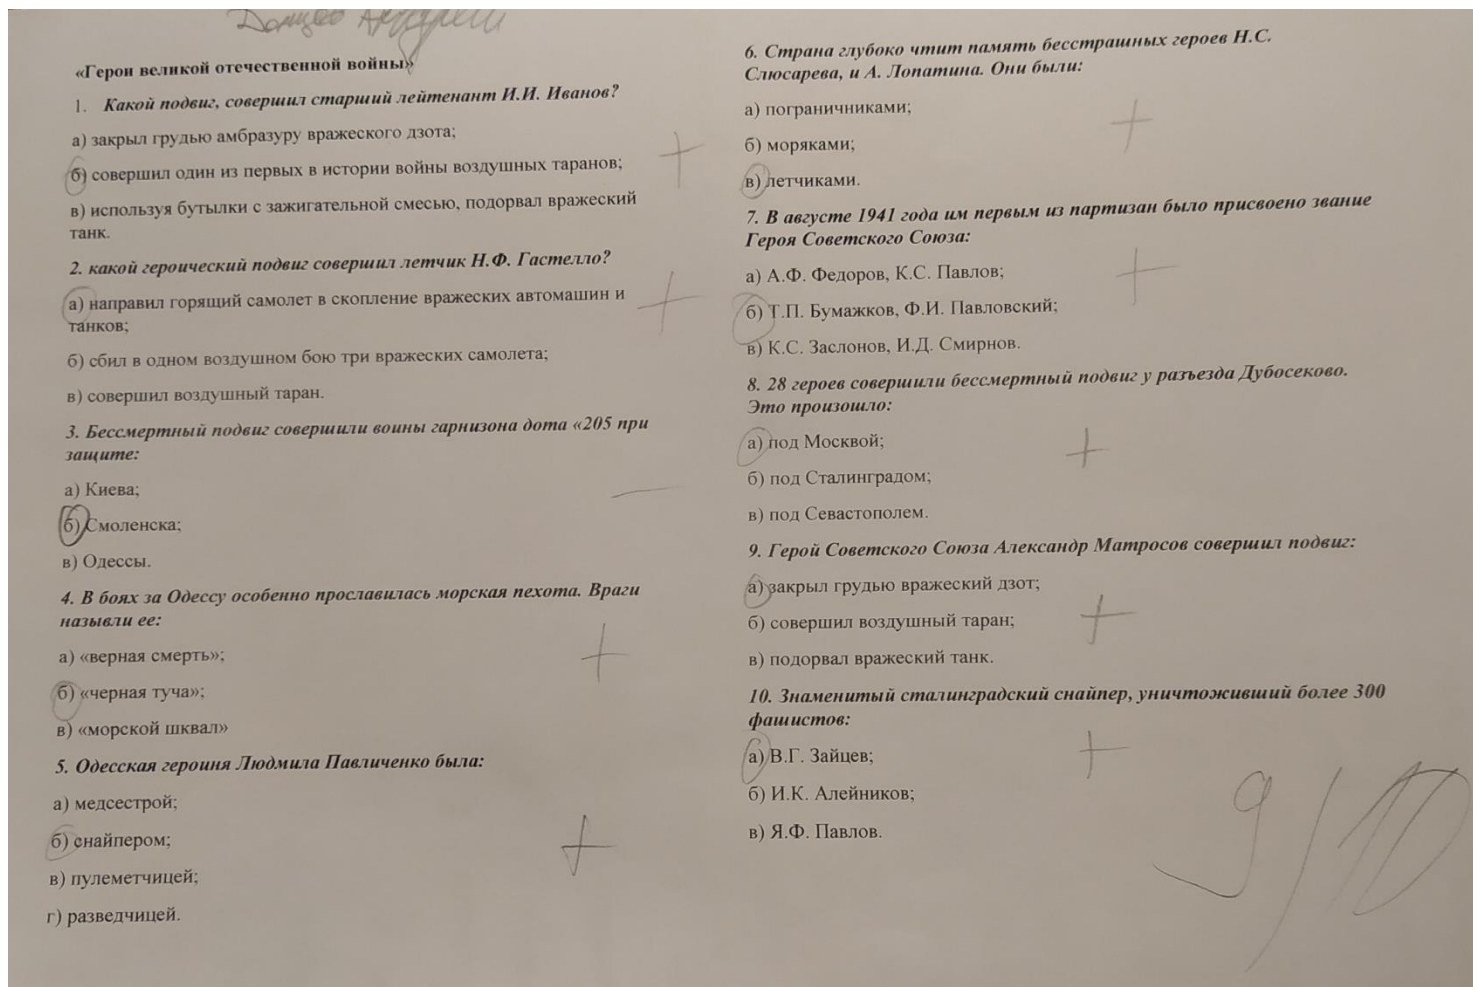 Андрей
«Герои великой отечественной войны»
1. Какой подвиг, совершил старший лейтенант И.И. Иванов?
а) закрыл грудью амбразуру вражеского дзота;
б) совершил один из первых в истории войны воздушных таранов;
в) используя бутылки с зажигательной смесью, подорвал вражеский
танк.
2. какой героический подвиг совершил летчик Н.Ф. Гастелло?
а) направил горящий самолет в скопление вражеских автомашин и
танков;
б) сбил в одном воздушном бою три вражеских самолета;
в) совершил воздушный таран.
3. Бессмертный подвиг совершили воины гарнизона дота «205 при
защите:
а) Киева;
б) Смоленска;
в) Одессы.
4. В боях за Одессу особенно прославилась морская пехота. Враги
назывли ее:
а) «верная смерть»;
б) «черная туча»;
в) «морской шквал»
5. Одесская героиня Людмила Павличенко была:
а) медсестрой;
б) снайпером;
в) пулеметчицей;
г) разведчицей.
6. Страна глубоко чтит память бесстрашных героев Н.С.
Слюсарева, и А. Лопатина. Они были:
а) пограничниками;
б) моряками;
в) летчиками.
7. В августе 1941 года им первым из партизан было присвоено звание
Героя Советского Союза:
а) А.Ф. Федоров, К.С. Павлов;
б) Т.П. Бумажков, Ф.И. Павловский;
в) К.С. Заслонов, И.Д. Смирнов.
8. 28 героев совершили бессмертный подвиг у разъезда Дубосеково.
Это произошло:
а) под Москвой;
б) под Сталинградом;
в) под Севастополем.
9. Герой Советского Союза Александр Матросов совершил подвиг:
а) закрыл грудью вражеский дзот;
б) совершил воздушный таран;
в) подорвал вражеский танк.
10. Знаменитый сталинградский снайпер, уничтоживший более 300
фашистов:
а) В.Г. Зайцев;
б) И.К. Алейников;
в) Я.Ф. Павлов.
9/10